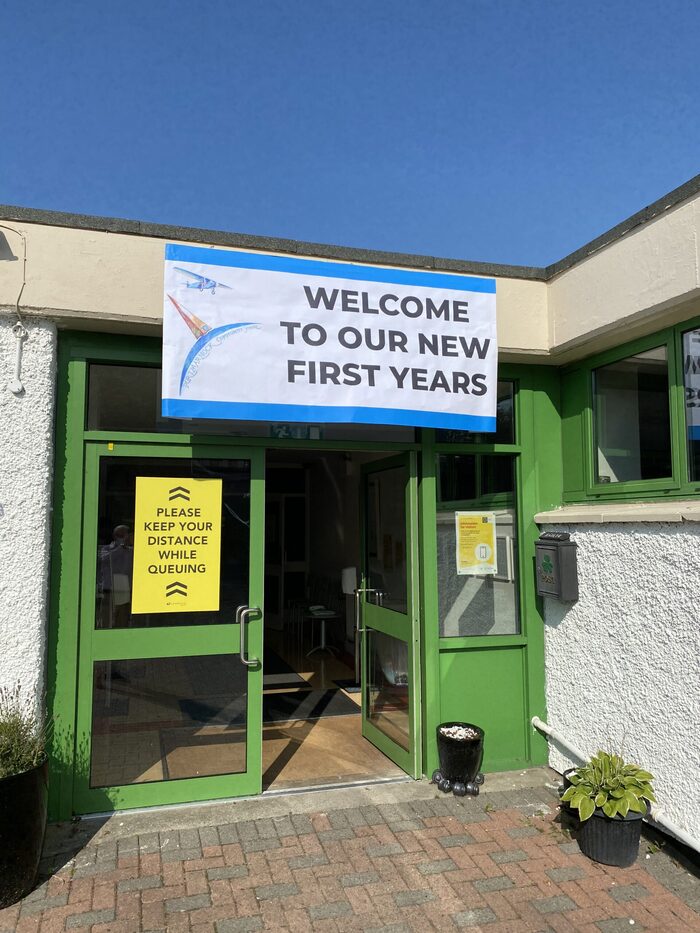 WELCOME
TO OUR NEW
FIRST YEARS
PLEASE
KEEP YOUR
DISTANCE
WHILE
QUEUING